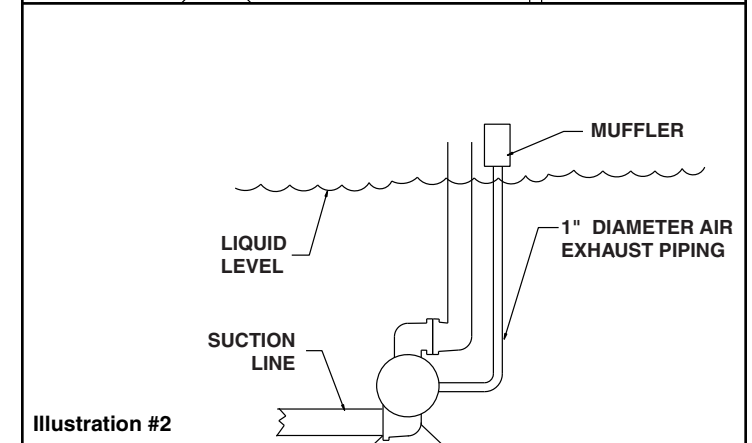 MUFFLER
1" DIAMETER AIR
EXHAUST PIPING
LIQUID
LEVEL
SUCTION
LINE
Illustration #2